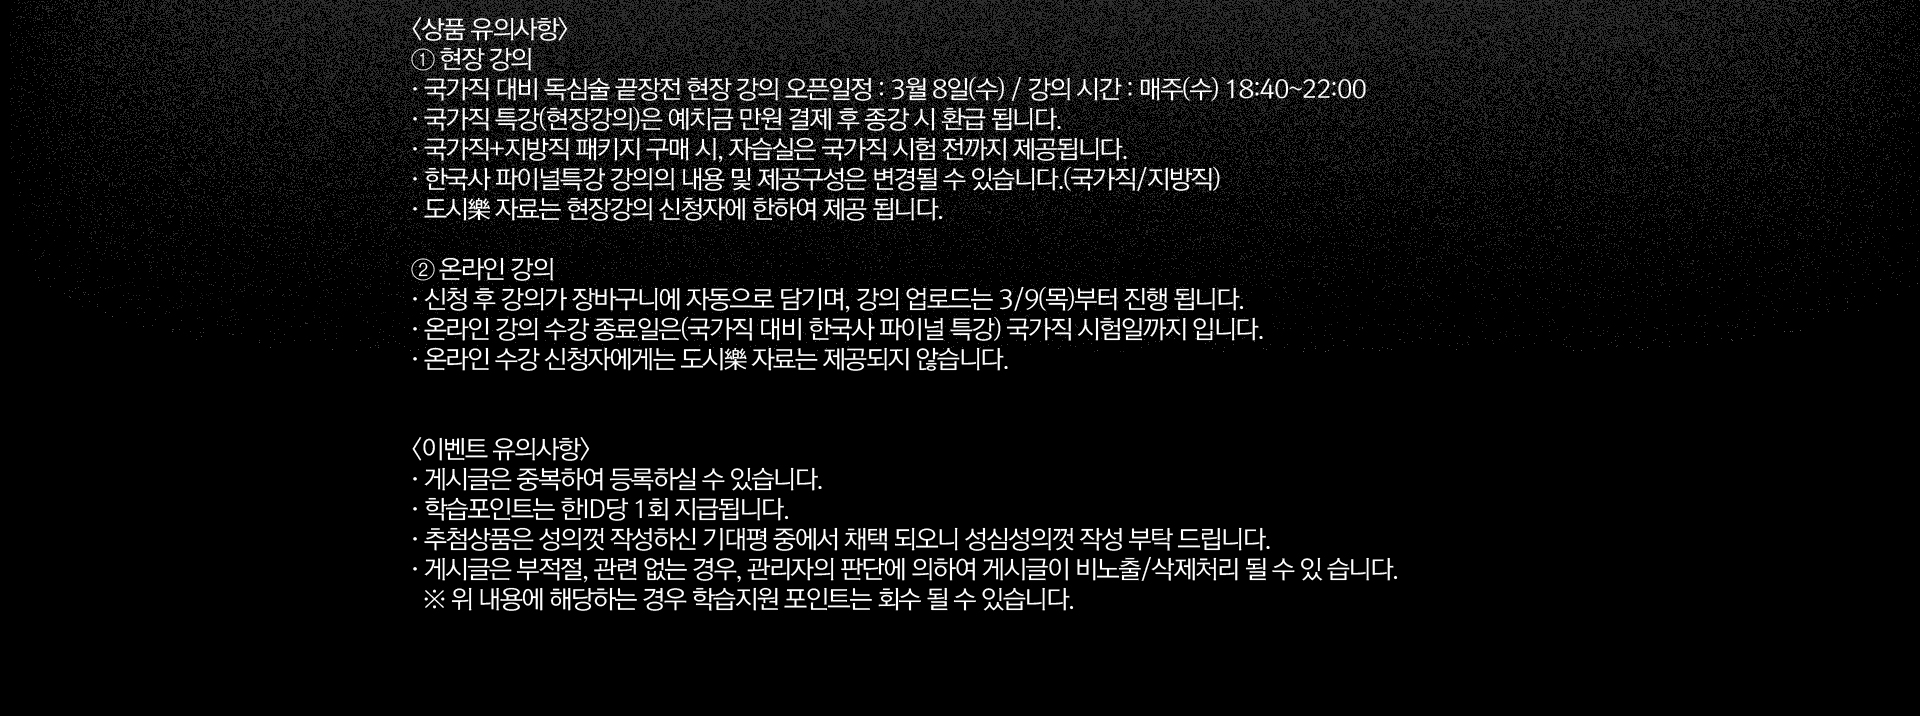 <상품 유의사항>
① 현장 강의
· 국가직 대비 독심술 끝장전 현장 강의 오픈일정 : 3월 8일(수) / 강의 시간 : 매주(수) 18:40~22:00
· 국가직 특강(현장강의)은 예치금 만원 결제 후 종강 시 환급 됩니다.
· 국가직+지방직 패키지 구매 시, 자습실은 국가직 시험 전까지 제공됩니다.
· 한국사 파이널특강 강의의 내용 및 제공구성은 변경될 수 있습니다.(국가직/지방직)
· 도시樂 자료는 현장강의 신청자에 한하여 제공 됩니다.
② 온라인 강의
· 신청 후 강의가 장바구니에 자동으로 담기며, 강의 업로드는 3/9(목)부터 진행 됩니다.
· 온라인 강의 수강 종료일은(국가직 대비 한국사 파이널 특강) 국가직 시험일까지 입니다.
· 온라인 수강 신청자에게는 도시樂 자료는 제공되지 않습니다.
<이벤트 유의사항>
· 게시글은 중복하여 등록하실 수 있습니다.
· 학습포인트는 한ID당 1회 지급됩니다.
· 추첨상품은 성의껏 작성하신 기대평 중에서 채택 되오니 성심성의껏 작성 부탁 드립니다.
· 게시글은 부적절, 관련 없는 경우, 관리자의 판단에 의하여 게시글이 비노출/삭제처리 될 수 있 습니다.
※ 위 내용에 해당하는 경우 학습지원 포인트는 회수 될 수 있습니다.